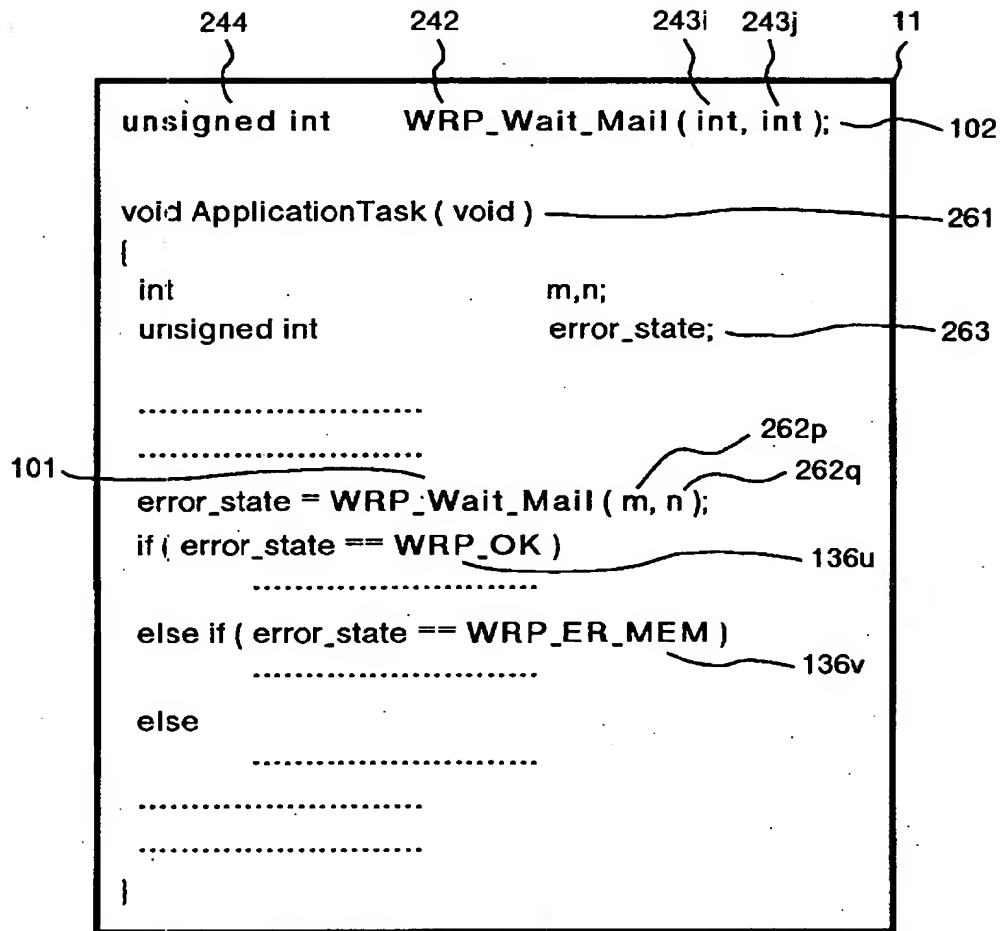 244 242 243i 243j 11
unsigned int WRP_Wait_Mail ( int, int ); 102
void ApplicationTask ( void ) 261
{
int m,n;
unsigned int error_state; 263
..........................
.......................... 262p
101 262q
error_state = WRP_Wait_Mail ( m, n );
if ( error_state == WRP_OK )
.......................... 136u
else if ( error_state == WRP_ER_MEM )
.......................... 136v
else
..........................
..........................
..........................
}